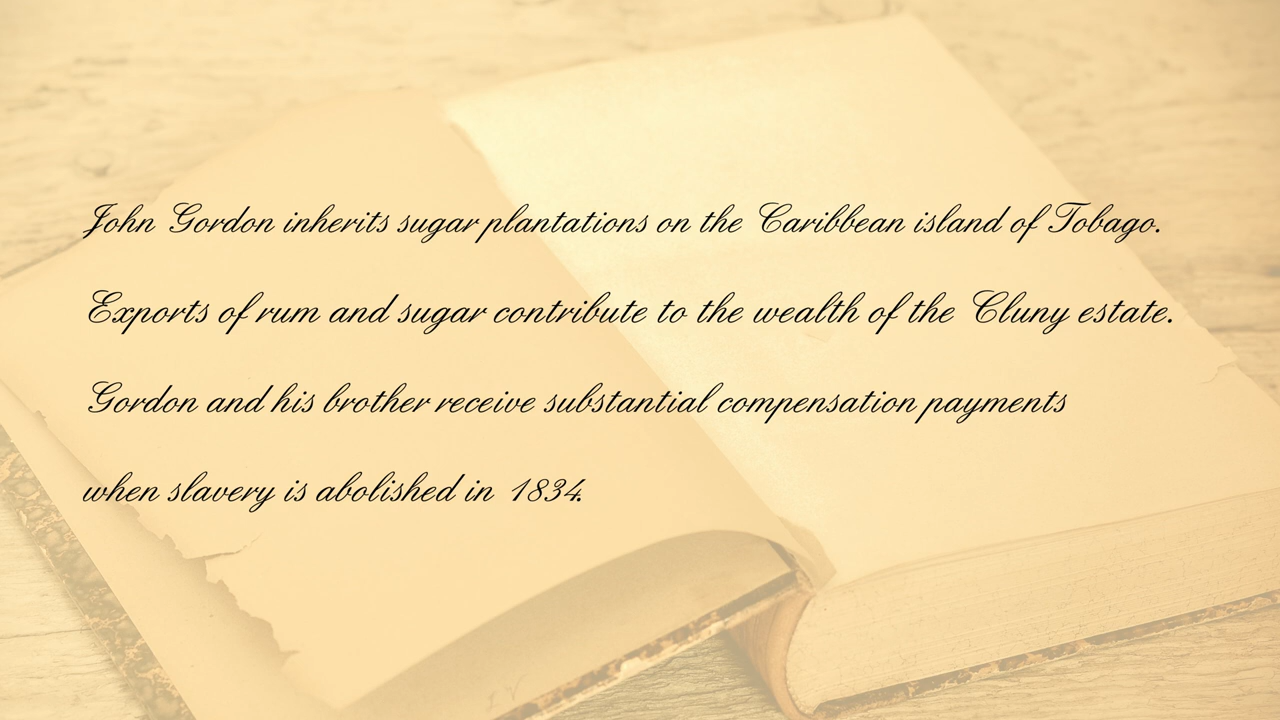 John Gordon inherits sugar plantations on the Caribbean island of Tobago.
Exports of rum and sugar contribute to the wealth of the Cluny estate.
Gordon and his brother receive substantial compensation payments
when slavery is abolished in 1834.